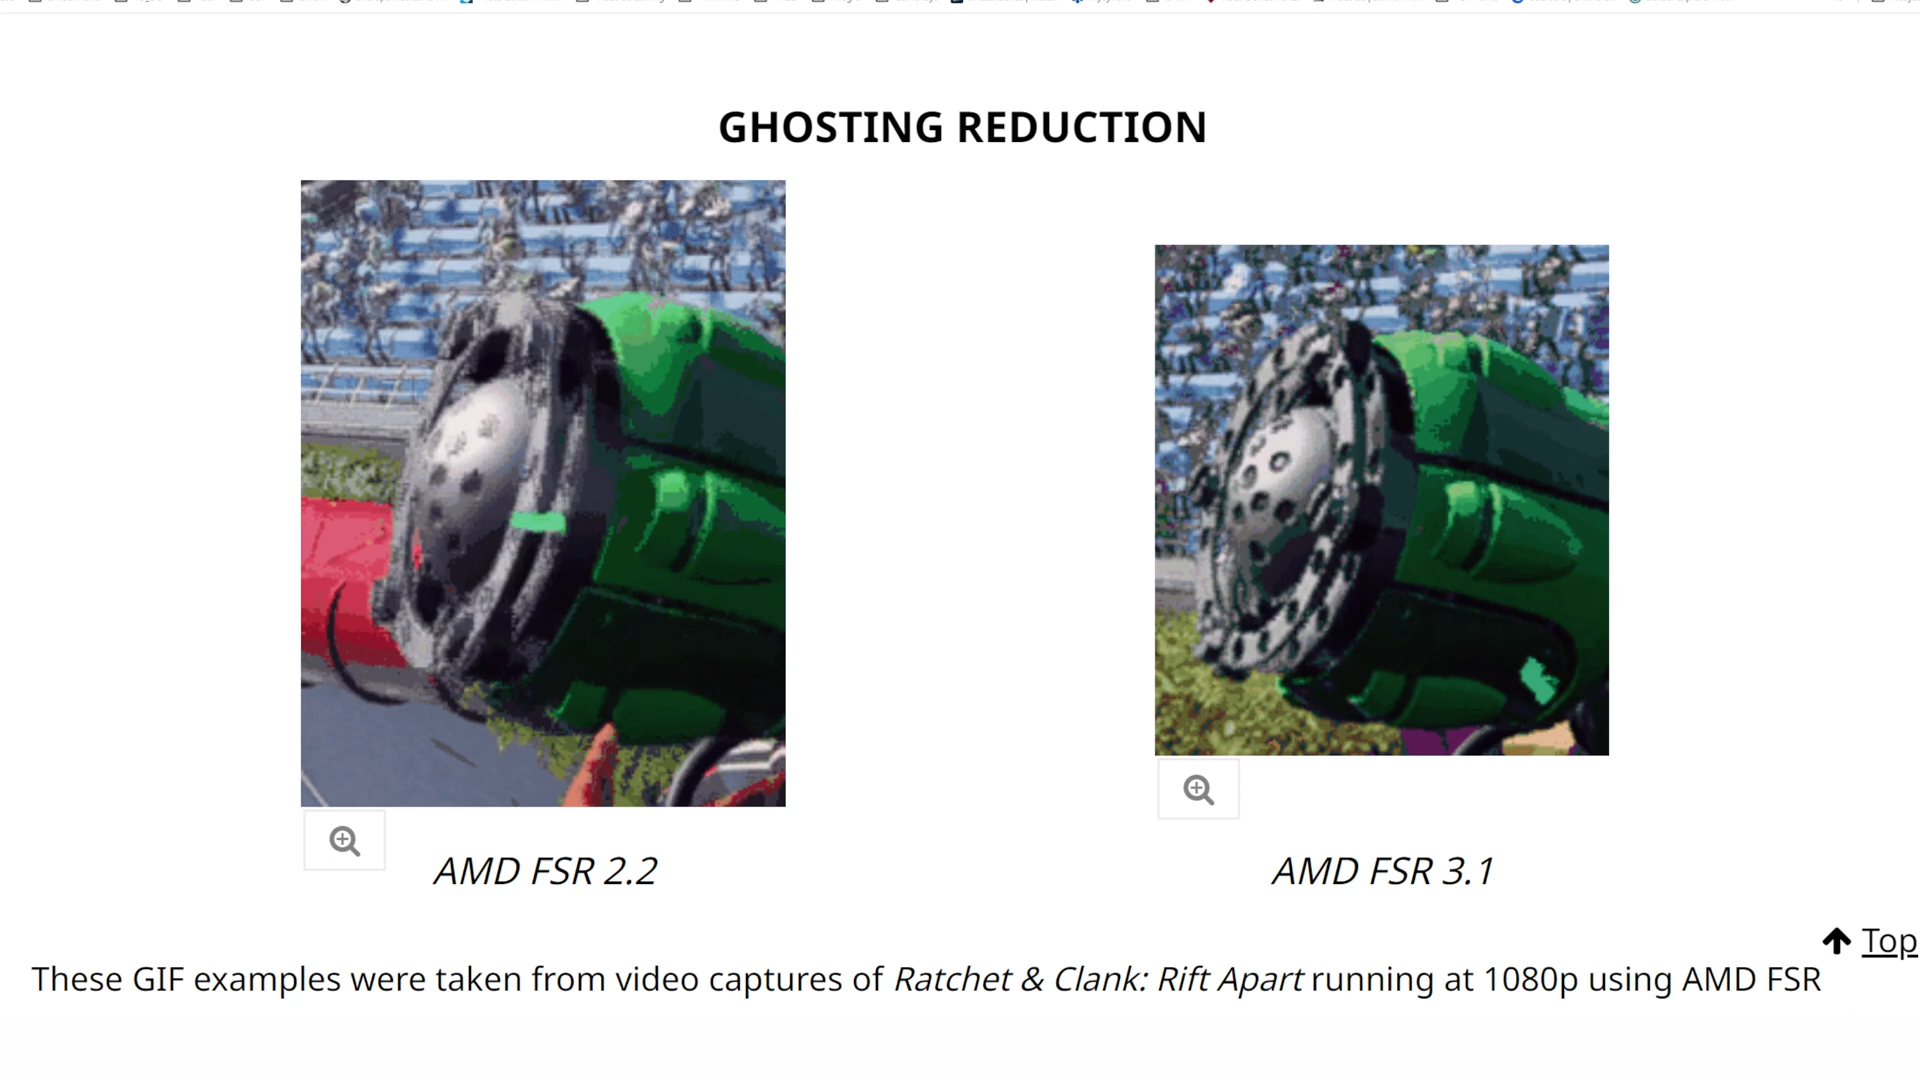 GHOSTING REDUCTION
AMD FSR 2.2
AMD FSR 3.1
Top
These GIF examples were taken from video captures of Ratchet & Clank: Rift Apart running at 1080p using AMD FSR